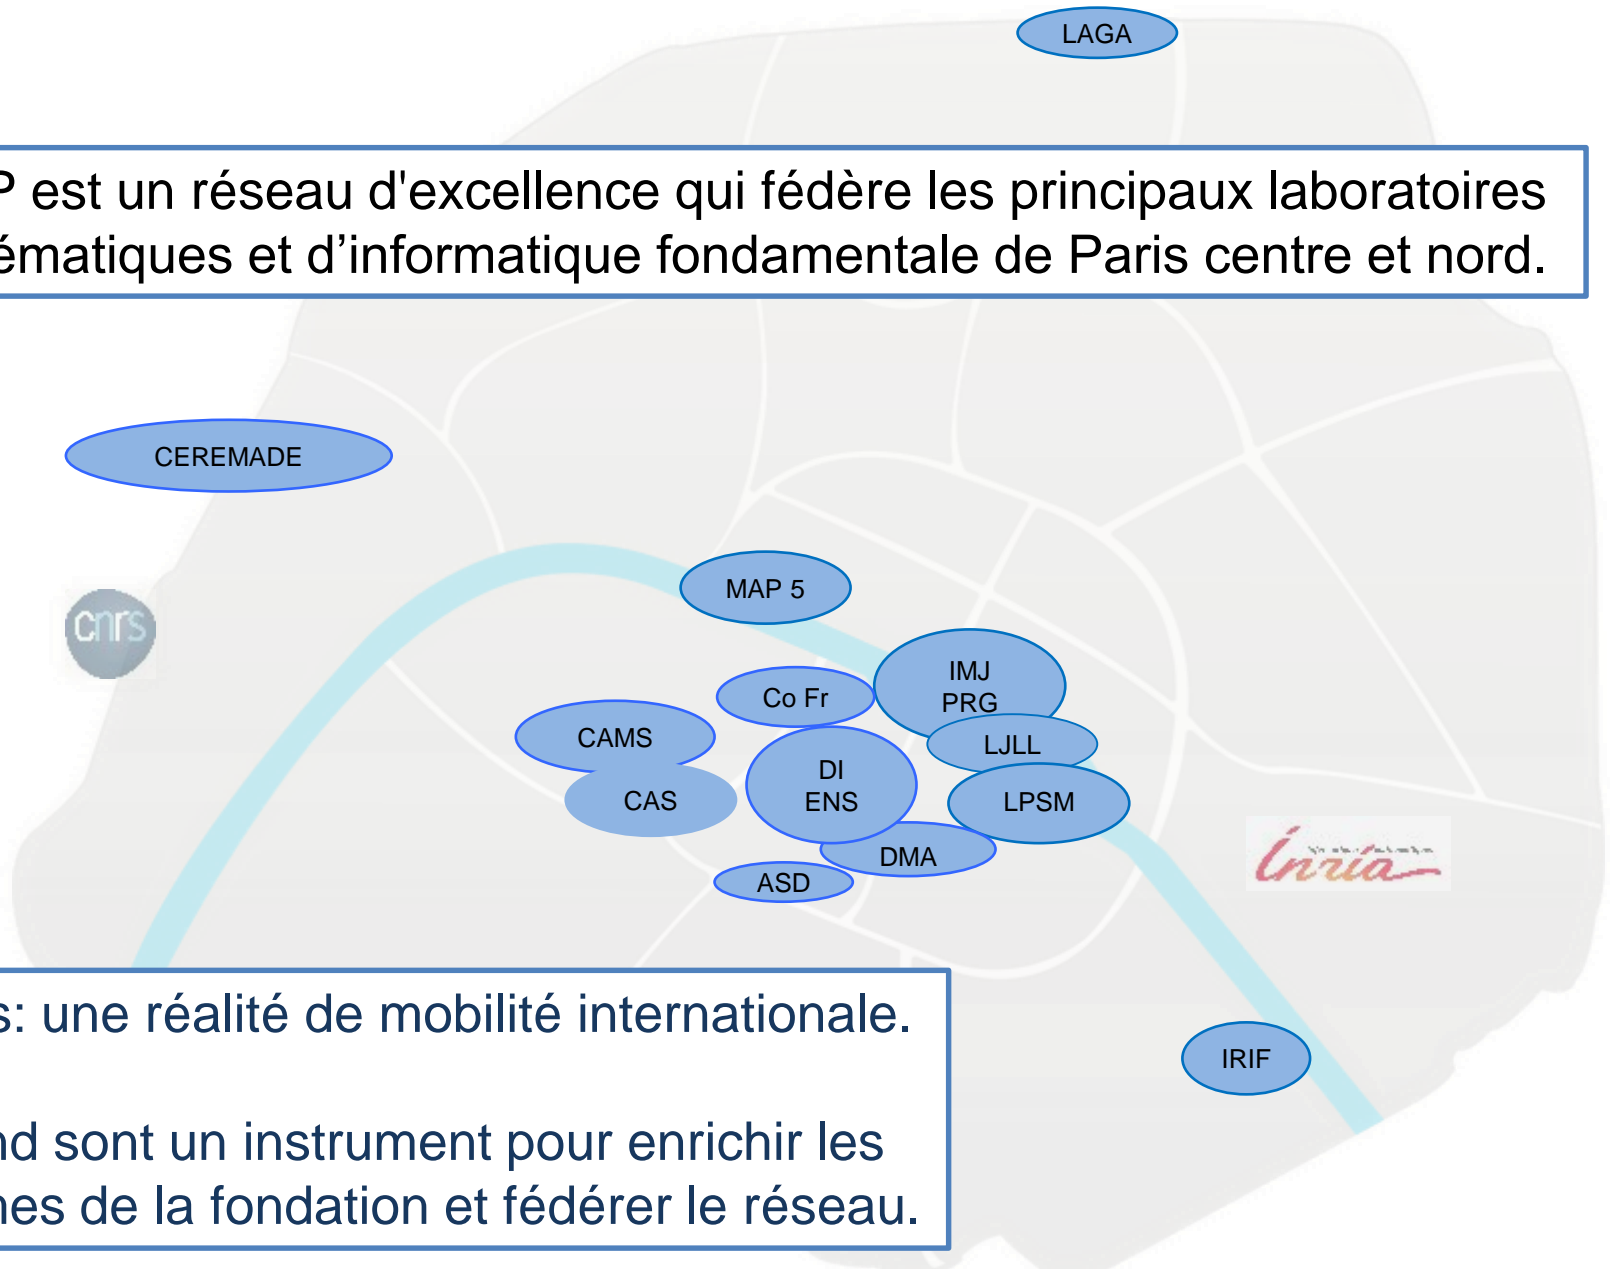 LAGA
P est un réseau d'excellence qui fédère les principaux laboratoires
ématiques et d’informatique fondamentale de Paris centre et nord.
CEREMADE
cnrs
MAP 5
IMJ
PRG
Co Fr
CAMS
LJLL
DI
ENS
CAS
LPSM
DMA
ASD
Inria
s: une réalité de mobilité internationale.
IRIF
nd sont un instrument pour enrichir les
nes de la fondation et fédérer le réseau.